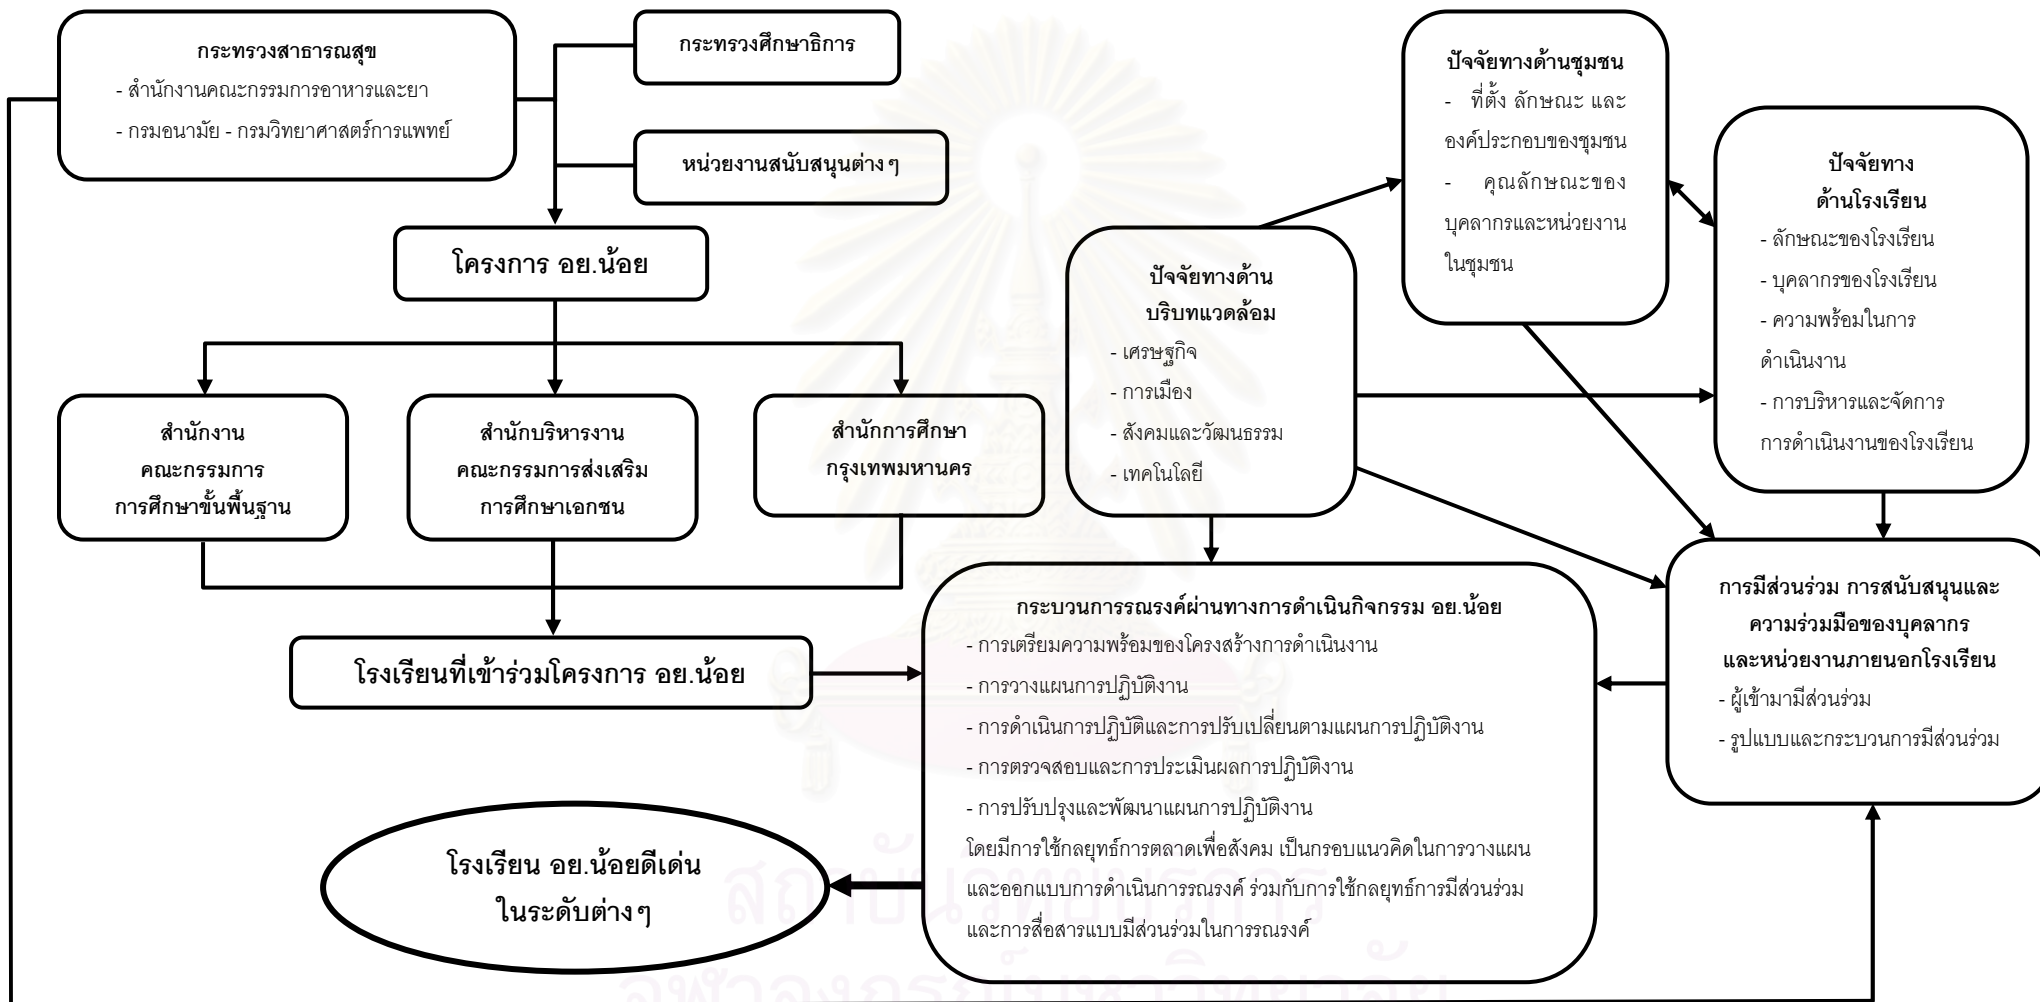 กระทรวงสาธารณสุข
- สำนักงานคณะกรรมการอาหารและยา
- กรมอนามัย - กรมวิทยาศาสตร์การแพทย์
กระทรวงศึกษาธิการ
หน่วยงานสนับสนุนต่างๆ
โครงการ อย.น้อย
สำนักงาน
คณะกรรมการ
การศึกษาขั้นพื้นฐาน
สำนักบริหารงาน
คณะกรรมการส่งเสริม
การศึกษาเอกชน
สำนักการศึกษา
กรุงเทพมหานคร
โรงเรียนที่เข้าร่วมโครงการ อย.น้อย
ปัจจัยทางด้านชุมชน
- ที่ตั้ง ลักษณะ และ
องค์ประกอบของชุมชน
- คุณลักษณะของ
บุคลากรและหน่วยงาน
ในชุมชน
ปัจจัยทาง
ด้านโรงเรียน
- ลักษณะของโรงเรียน
- บุคลากรของโรงเรียน
- ความพร้อมในการ
ดำเนินงาน
- การบริหารและจัดการ
การดำเนินงานของโรงเรียน
ปัจจัยทางด้าน
บริบทแวดล้อม
- เศรษฐกิจ
- การเมือง
- สังคมและวัฒนธรรม
- เทคโนโลยี
การมีส่วนร่วม การสนับสนุนและ
ความร่วมมือของบุคลากร
และหน่วยงานภายนอกโรงเรียน
- ผู้เข้ามามีส่วนร่วม
- รูปแบบและกระบวนการมีส่วนร่วม
กระบวนการรณรงค์ผ่านทางการดำเนินกิจกรรม อย.น้อย
- การเตรียมความพร้อมของโครงสร้างการดำเนินงาน
- การวางแผนการปฏิบัติงาน
- การดำเนินการปฏิบัติและการปรับเปลี่ยนตามแผนการปฏิบัติงาน
- การตรวจสอบและการประเมินผลการปฏิบัติงาน
- การปรับปรุงและพัฒนาแผนการปฏิบัติงาน
โดยมีการใช้กลยุทธ์การตลาดเพื่อสังคม เป็นกรอบแนวคิดในการวางแผน
และออกแบบการดำเนินการรณรงค์ ร่วมกับการใช้กลยุทธ์การมีส่วนร่วม
และการสื่อสารแบบมีส่วนร่วมในการรณรงค์
โรงเรียน อย.น้อยดีเด่น
ในระดับต่างๆ
สถาบันวิทยบริการ
จุฬาลงกรณ์มหาวิทยาลัย